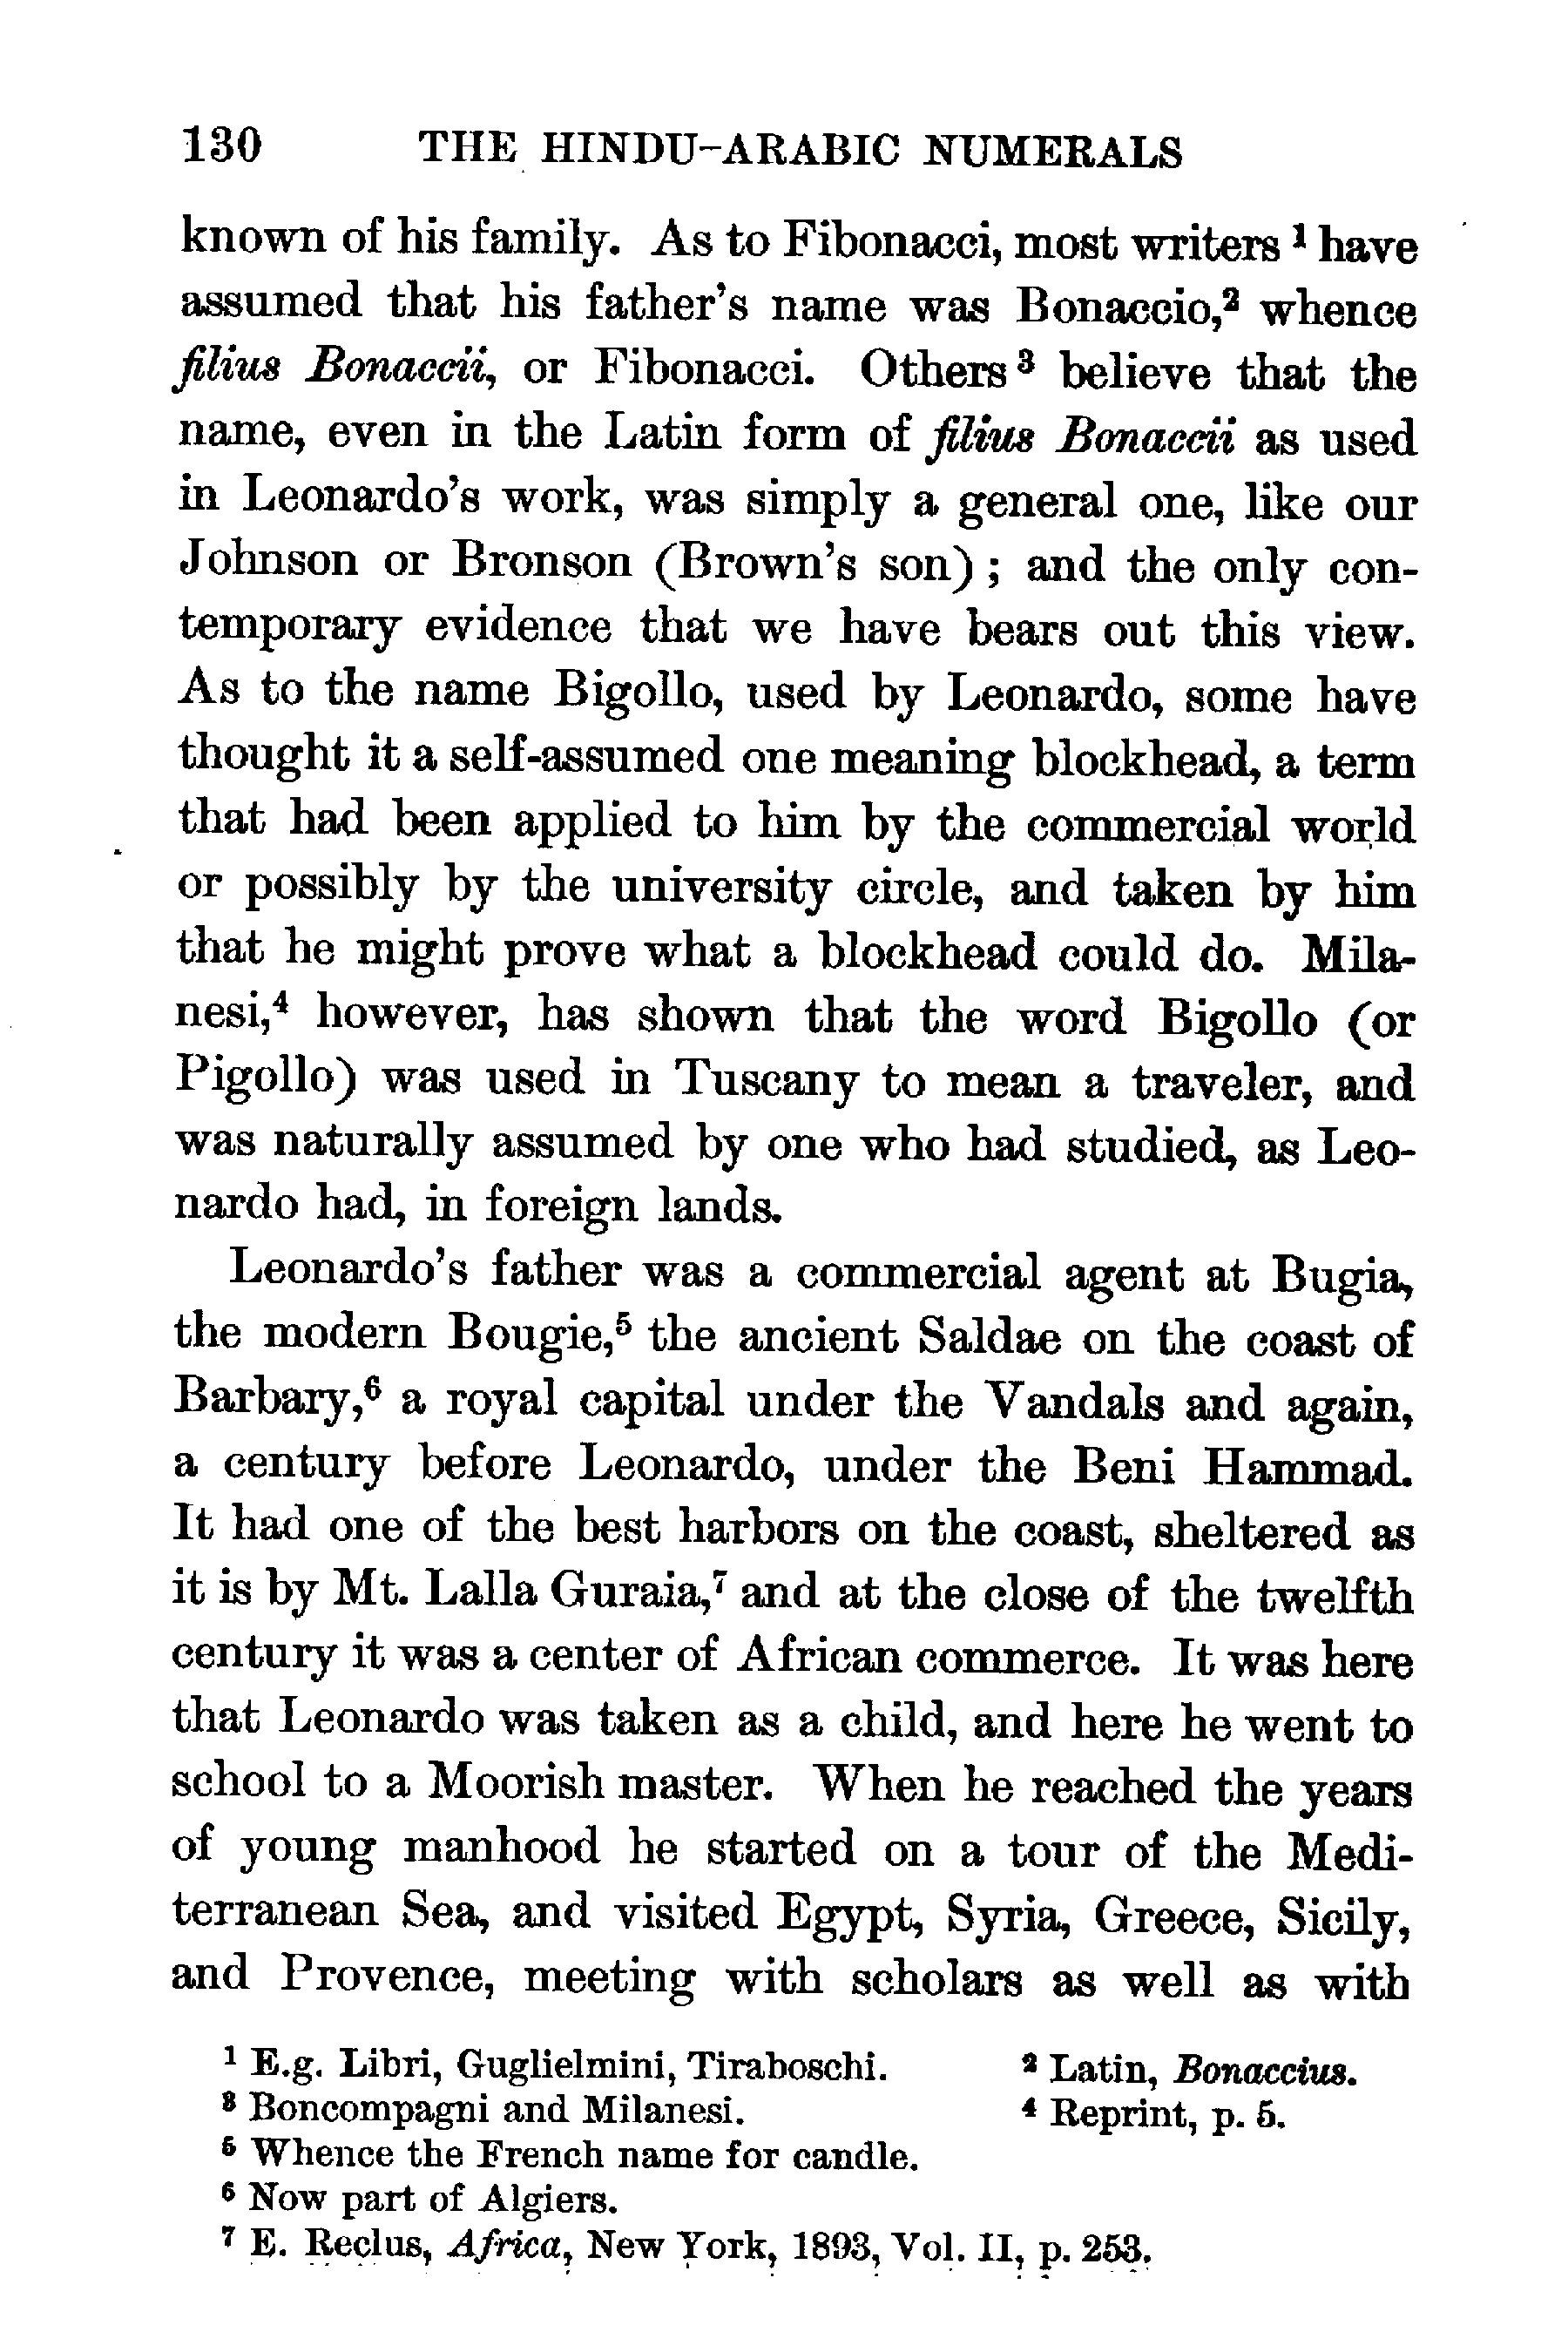 130 THE HINDU-ARABIC NUMERALS
known of his family. As to Fibonacci, most writers ¹ have
assumed that his father's name was Bonaccio,² whence
filius Bonaccii, or Fibonacci. Others ³ believe that the
name, even in the Latin form of filius Bonaccii as used
in Leonardo's work, was simply a general one, like our
Johnson or Bronson (Brown's son) ; and the only con-
temporary evidence that we have bears out this view.
As to the name Bigollo, used by Leonardo, some have
thought it a self-assumed one meaning blockhead, a term
that had been applied to him by the commercial world
or possibly by the university circle, and taken by him
that he might prove what a blockhead could do. Mila-
nesi,⁴ however, has shown that the word Bigollo (or
Pigollo) was used in Tuscany to mean a traveler, and
was naturally assumed by one who had studied, as Leo-
nardo had, in foreign lands.
Leonardo's father was a commercial agent at Bugia,
the modern Bougie,⁵ the ancient Saldae on the coast of
Barbary,⁶ a royal capital under the Vandals and again,
a century before Leonardo, under the Beni Hammad.
It had one of the best harbors on the coast, sheltered as
it is by Mt. Lalla Guraia,⁷ and at the close of the twelfth
century it was a center of African commerce. It was here
that Leonardo was taken as a child, and here he went to
school to a Moorish master. When he reached the years
of young manhood he started on a tour of the Medi-
terranean Sea, and visited Egypt, Syria, Greece, Sicily,
and Provence, meeting with scholars as well as with
¹ E.g. Libri, Guglielmini, Tiraboschi. ² Latin, Bonaccius.
³ Boncompagni and Milanesi. ⁴ Reprint, p. 5.
⁵ Whence the French name for candle.
⁶ Now part of Algiers.
⁷ E. Reclus, Africa, New York, 1893, Vol. II, p. 253.